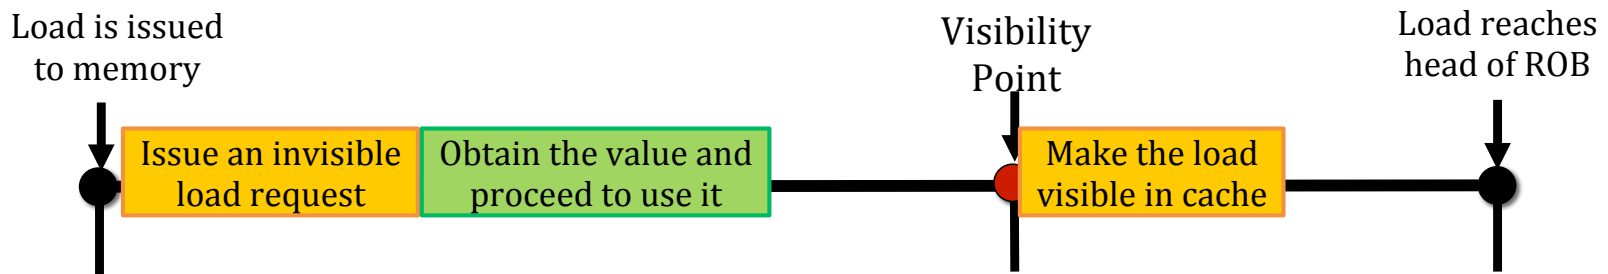 Load is issued
to memory
Visibility
Point
Load reaches
head of ROB
Issue an invisible
load request
Obtain the value and
proceed to use it
Make the load
visible in cache